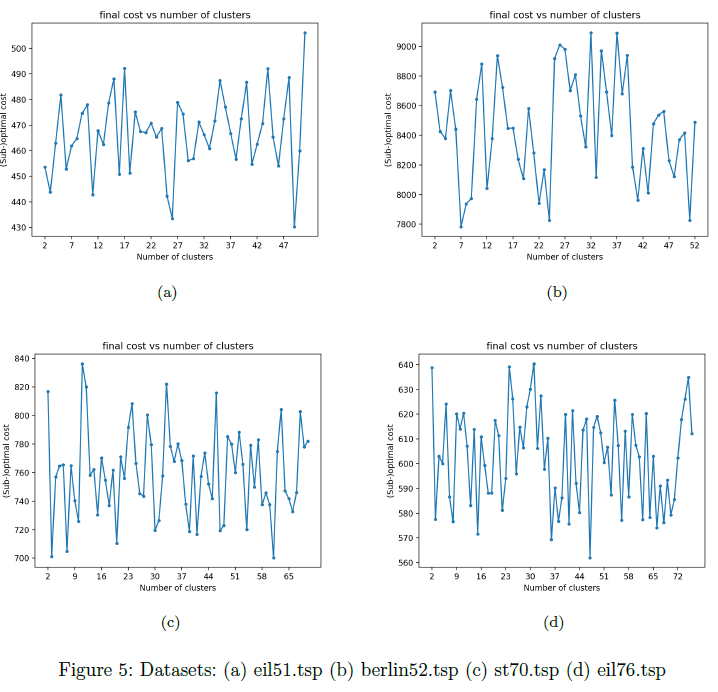 final cost vs number of clusters
(Sub-)optimal cost
500
490
480
470
460
450
440
430
2 7 12 17 22 27 32 37 42 47
Number of clusters
(a)
final cost vs number of clusters
(Sub-)optimal cost
9000
8800
8600
8400
8200
8000
7800
2 7 12 17 22 27 32 37 42 47 52
Number of clusters
(b)
final cost vs number of clusters
(Sub-)optimal cost
840
820
800
780
760
740
720
700
2 9 16 23 30 37 44 51 58 65
Number of clusters
(c)
final cost vs number of clusters
(Sub-)optimal cost
640
630
620
610
600
590
580
570
560
2 9 16 23 30 37 44 51 58 65 72
Number of clusters
(d)
Figure 5: Datasets: (a) eil51.tsp (b) berlin52.tsp (c) st70.tsp (d) eil76.tsp